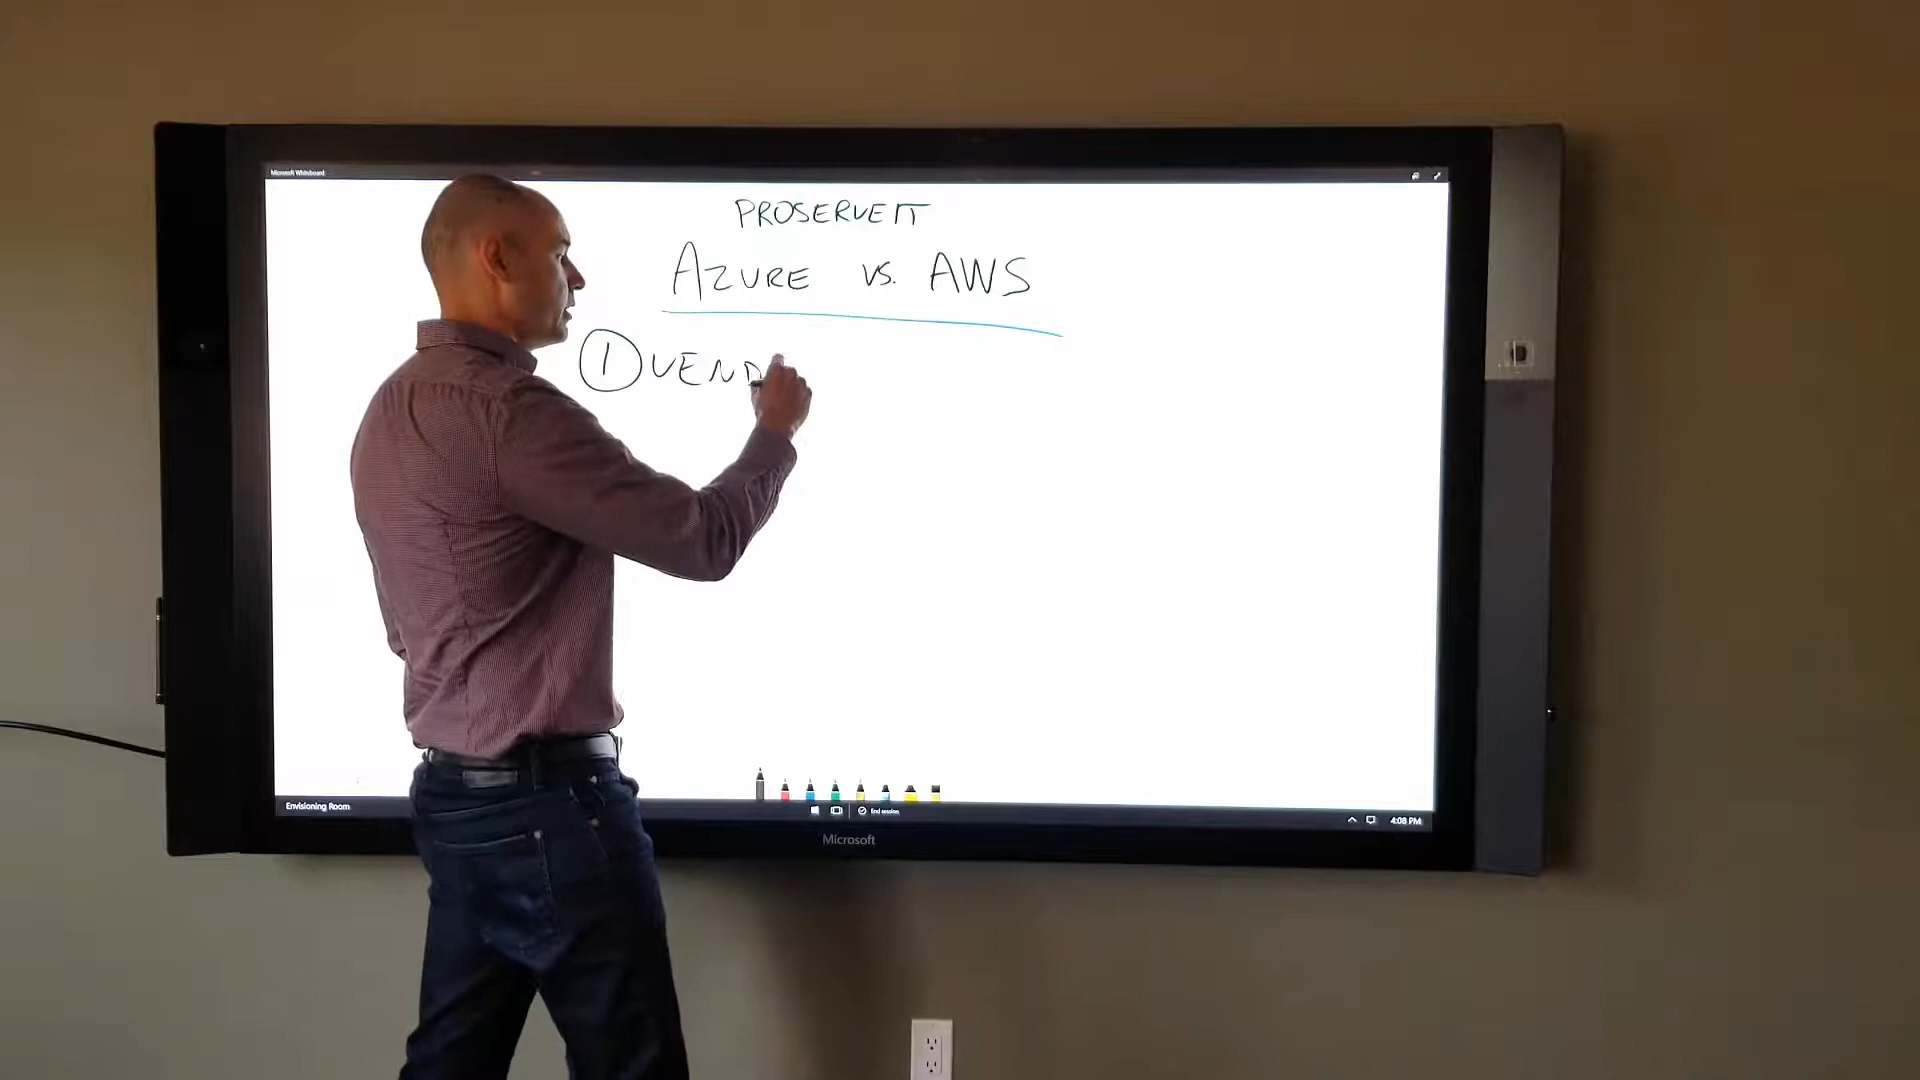 Microsoft Whiteboard
PROSERVEIT
AZURE VS. AWS
1 VEND
Envisioning Room
End session
4:08 PM
Microsoft